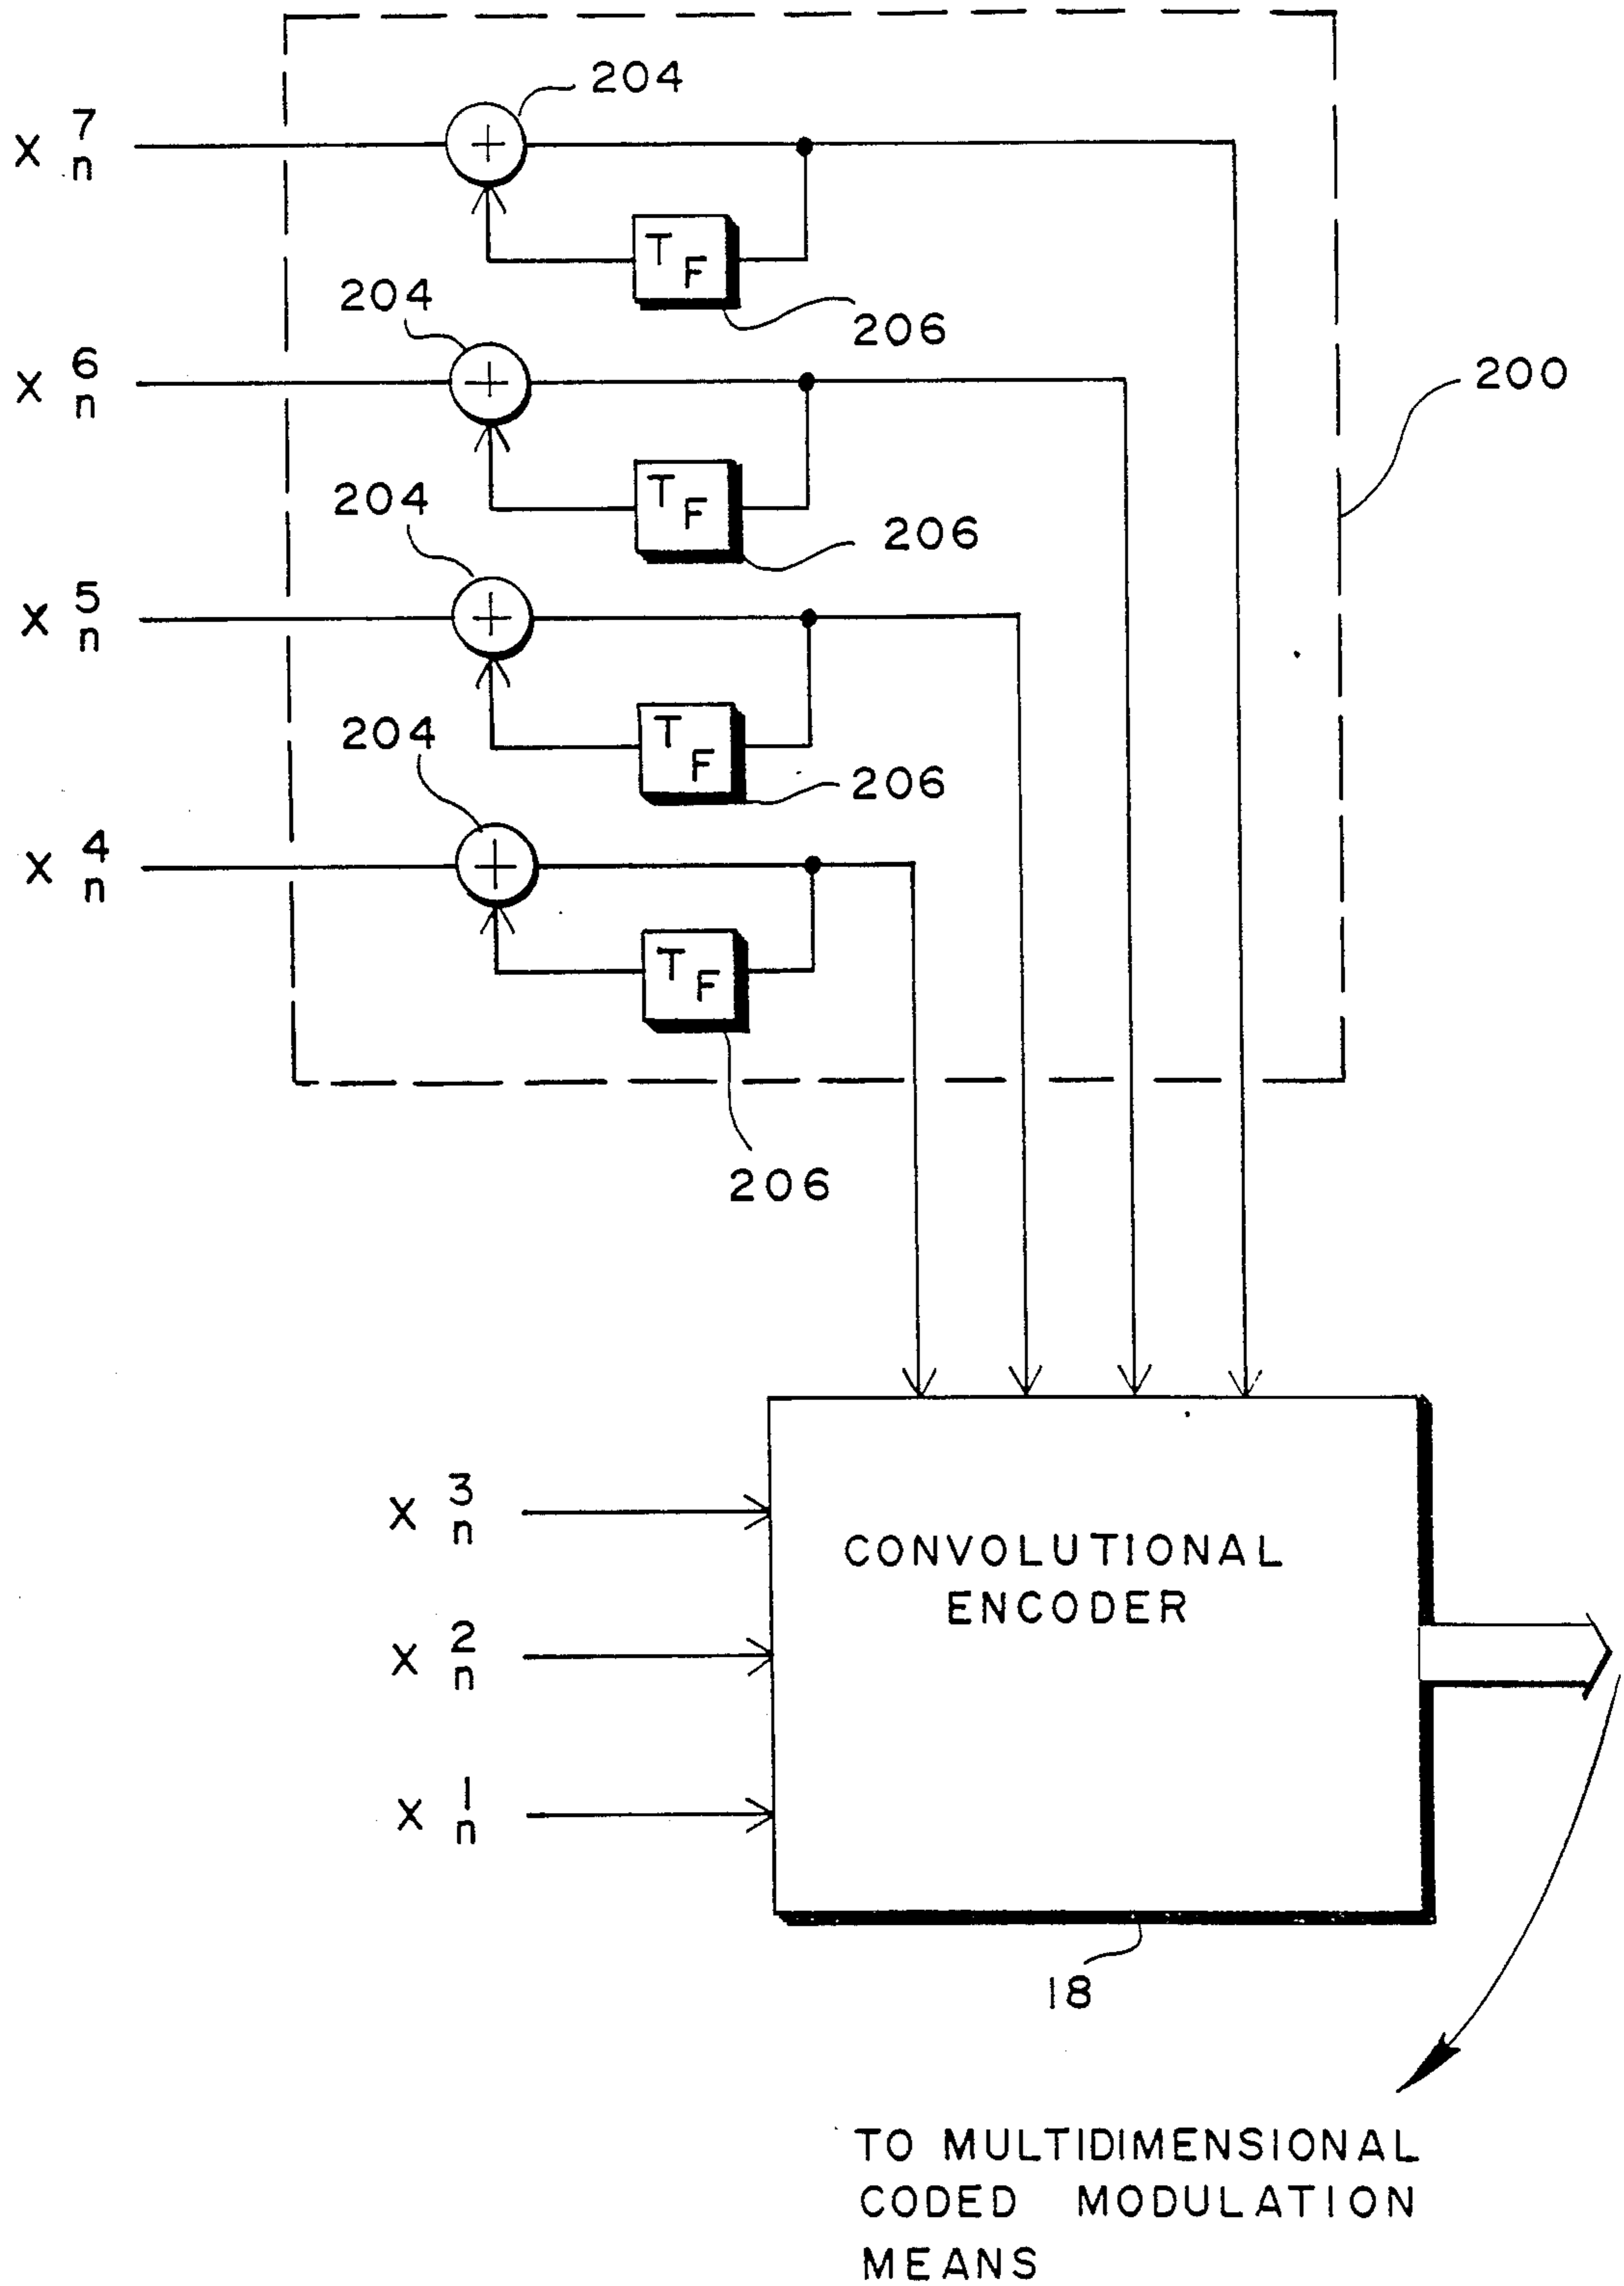 204
X 7 n
T F
204
206
X 6 n
200
204
T F
206
X 5 n
204
T F
206
X 4 n
T F
206
X 3 n
CONVOLUTIONAL
ENCODER
X 2 n
X 1 n
18
TO MULTIDIMENSIONAL
CODED MODULATION
MEANS